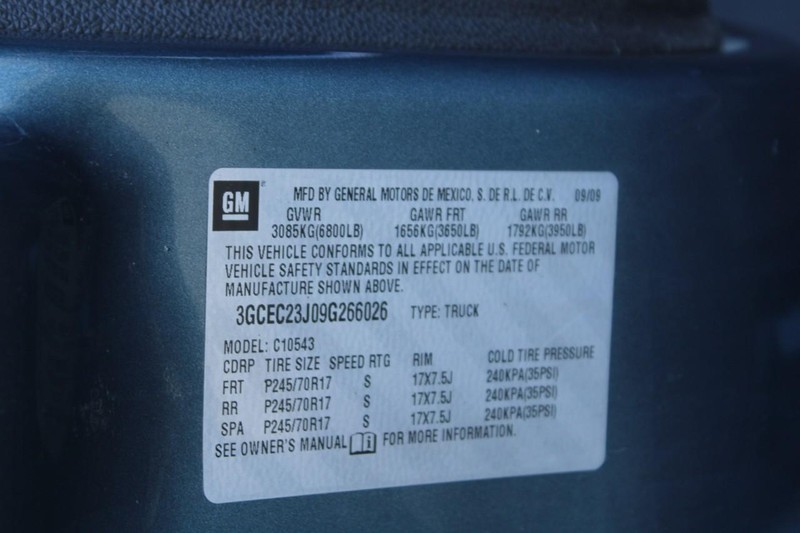 GM
MFD BY GENERAL MOTORS DE MEXICO, S. DE R.L. DE C.V. 09/09
GVWR GAWR FRT GAWR RR
3085KG(6800LB) 1656KG(3650LB) 1792KG(3950LB)
THIS VEHICLE CONFORMS TO ALL APPLICABLE U.S. FEDERAL MOTOR
VEHICLE SAFETY STANDARDS IN EFFECT ON THE DATE OF
MANUFACTURE SHOWN ABOVE.
3GCEC23J09G266026 TYPE: TRUCK
MODEL: C10543
CDRP TIRE SIZE SPEED RTG RIM COLD TIRE PRESSURE
FRT P245/70R17 S 17X7.5J 240KPA(35PSI)
RR P245/70R17 S 17X7.5J 240KPA(35PSI)
SPA P245/70R17 S 17X7.5J 240KPA(35PSI)
SEE OWNER'S MANUAL FOR MORE INFORMATION.